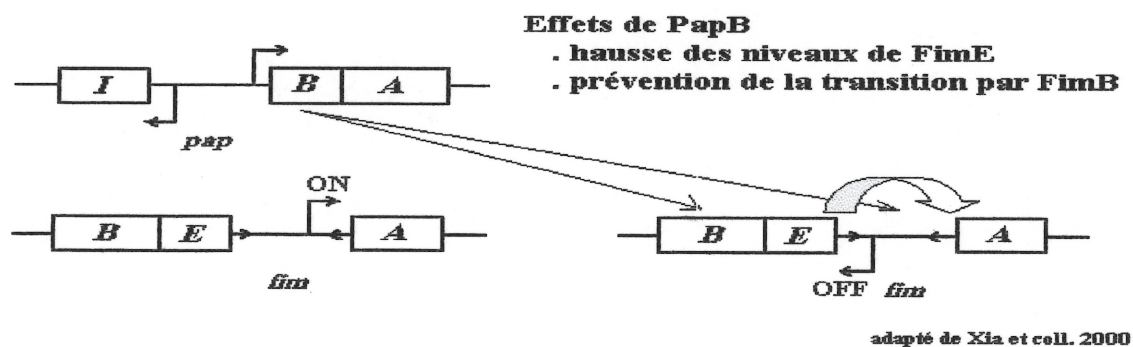 Effets de PapB
. hausse des niveaux de FimE
. prévention de la transition par FimB
I
B
A
pap
ON
B
E
A
fim
B
E
A
OFF fim
adapté de Xia et coll. 2000